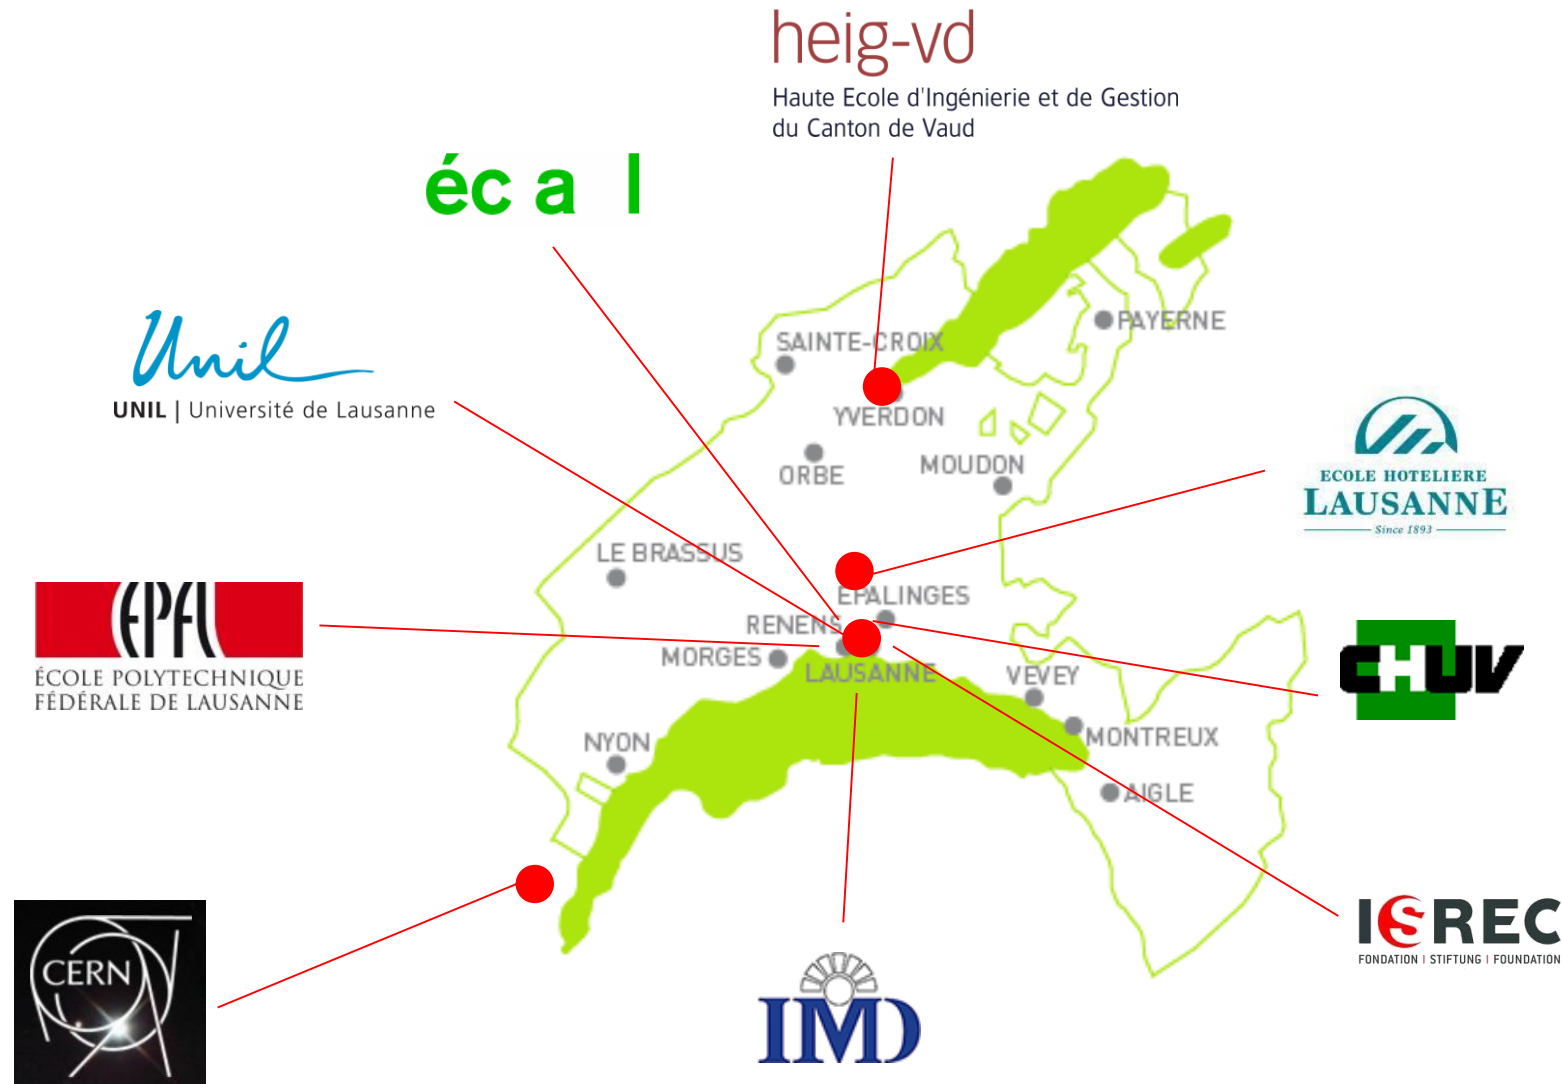 heig-vd
Haute Ecole d'Ingénierie et de Gestion
du Canton de Vaud
éc a l
Unil
UNIL | Université de Lausanne
PAYERNE
SAINTE-CROIX
YVERDON
ORBE
MOUDON
ECOLE HOTELIERE
LAUSANNE
Since 1893
LE BRASSUS
EPALINGES
RENENS
MORGES
LAUSANNE
VEVEY
MONTREUX
NYON
AIGLE
EPFL
ÉCOLE POLYTECHNIQUE
FÉDÉRALE DE LAUSANNE
CHUV
CERN
IMD
ISREC
FONDATION | STIFTUNG | FOUNDATION